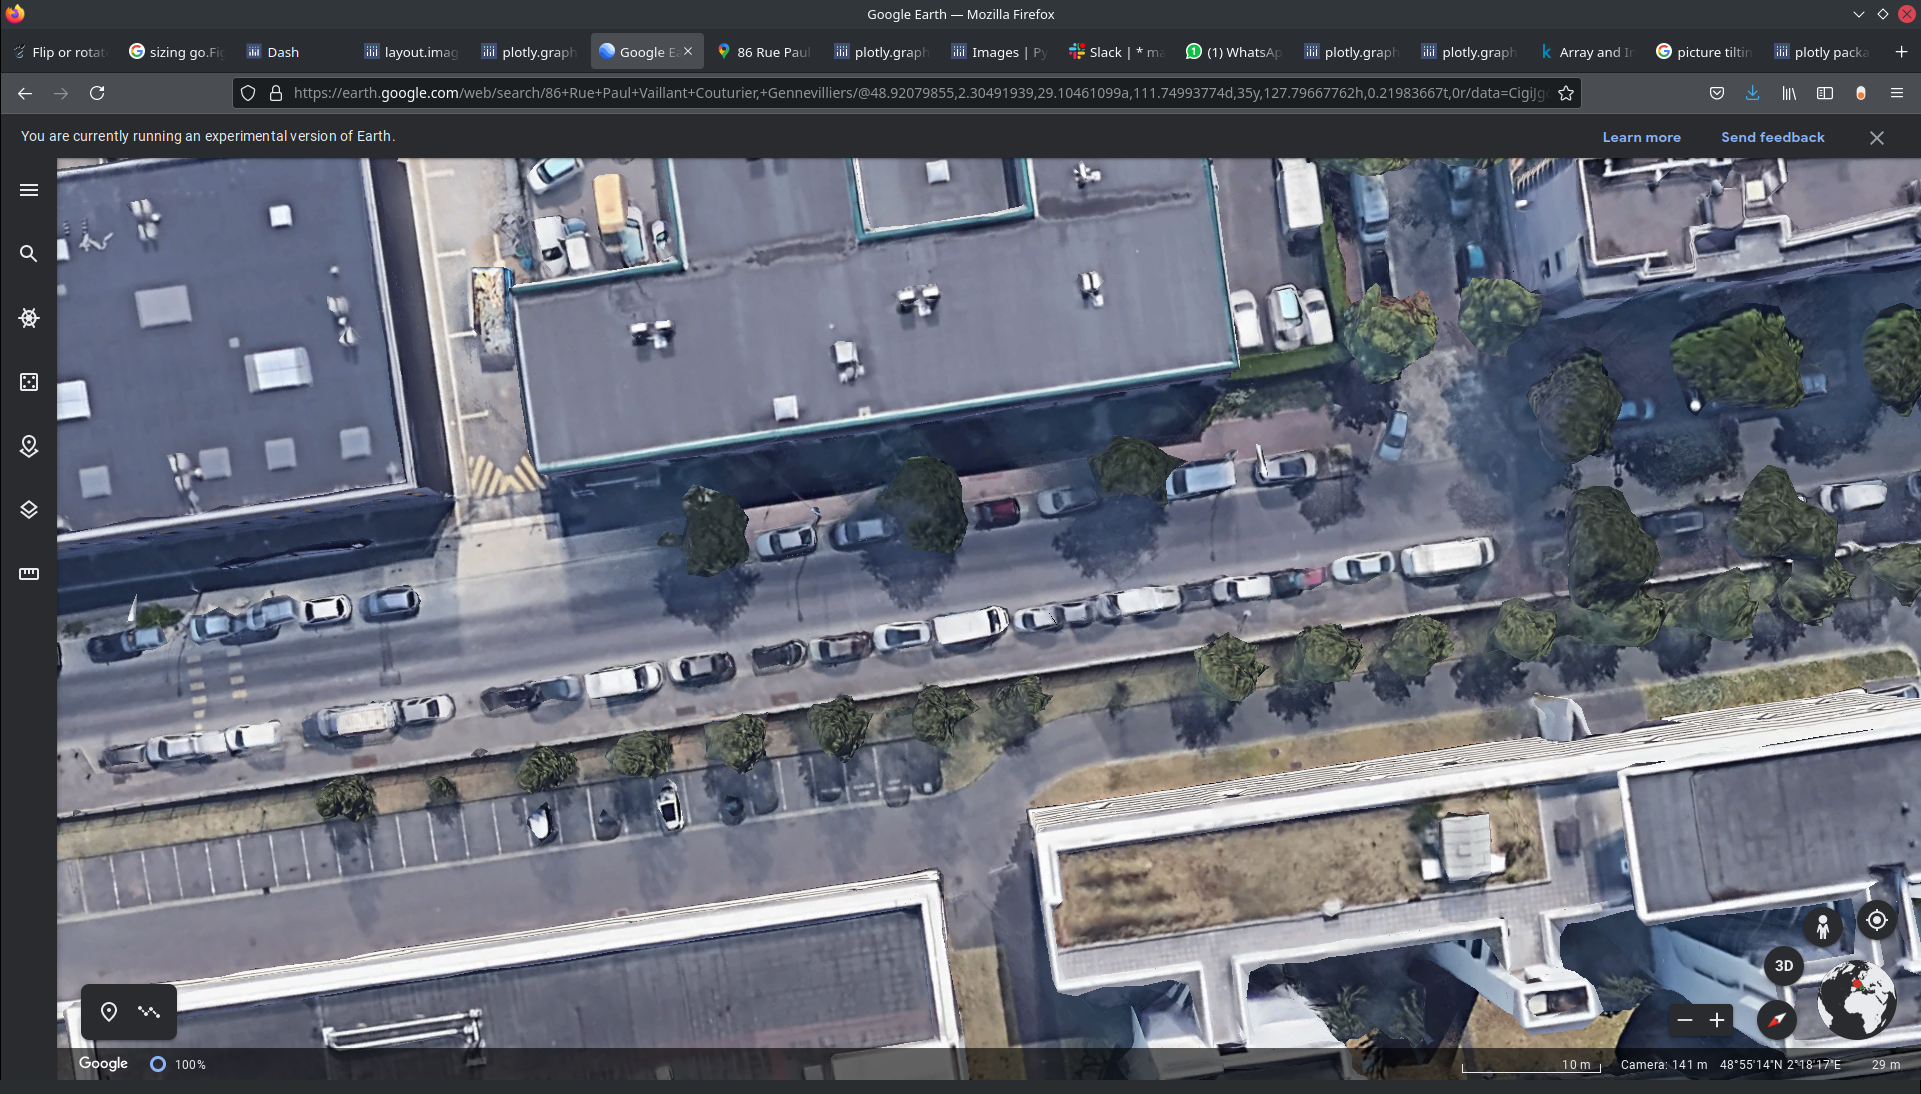 Google Earth — Mozilla Firefox
Flip or rotat
sizing go.Fig
Dash
layout.imag
plotly.graph
Google Ea
86 Rue Paul
plotly.graph
Images | Py
Slack | * ma
(1) WhatsAp
plotly.graph
plotly.graph
Array and In
picture tiltin
plotly packa
https://earth.google.com/web/search/86+Rue+Paul+Vaillant+Couturier,+Gennevilliers/@48.92079855,2.30491939,29.10461099a,111.74993774d,35y,127.79667762h,0.21983667t,0r/data=CigiJgo
You are currently running an experimental version of Earth.
Learn more
Send feedback
3D
Google
100%
10 m
Camera: 141 m
48°55'14"N 2°18'17"E
29 m